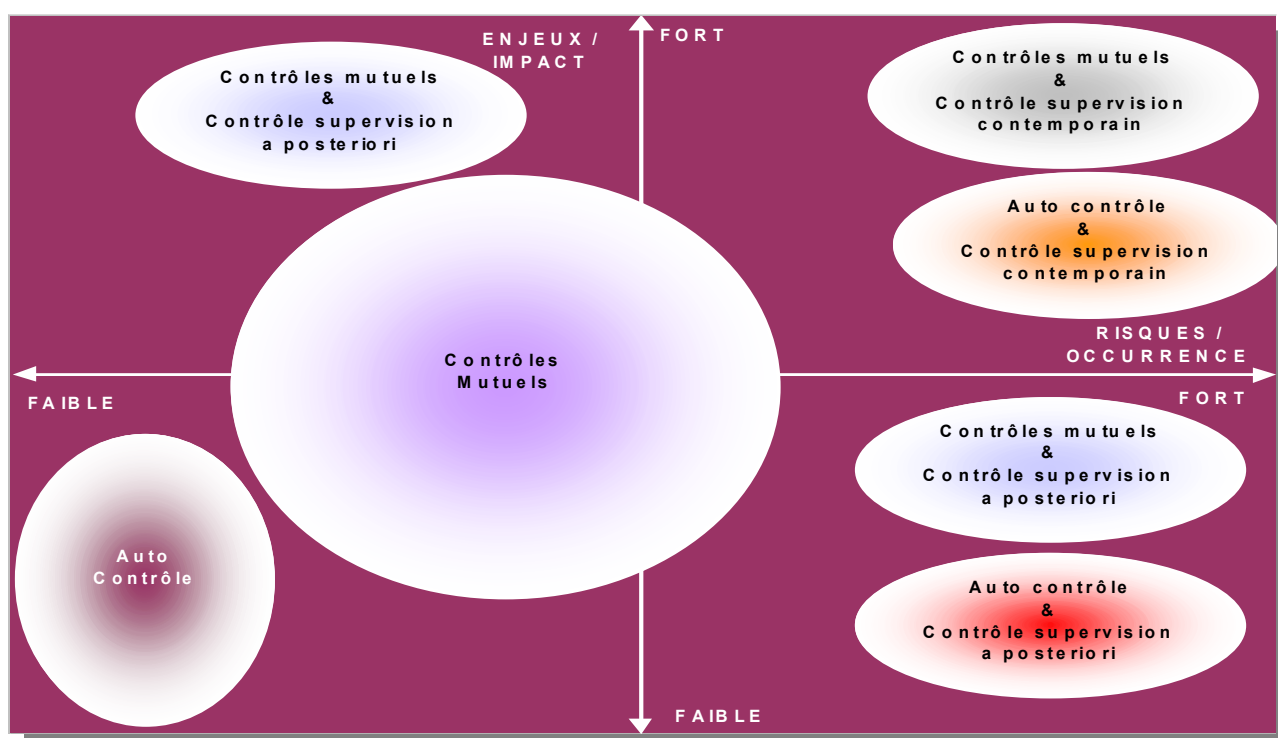 ENJEUX /
IMPACT
FORT
Contrôles mutuels
&
Contrôle supervision
a posteriori
Contrôles mutuels
&
Contrôle supervision
contemporain
Auto contrôle
&
Contrôle supervision
contemporain
RISQUES /
OCCURRENCE
Contrôles
Mutuels
FAIBLE
FORT
Contrôles mutuels
&
Contrôle supervision
a posteriori
Auto
Contrôle
Auto contrôle
&
Contrôle supervision
a posteriori
FAIBLE